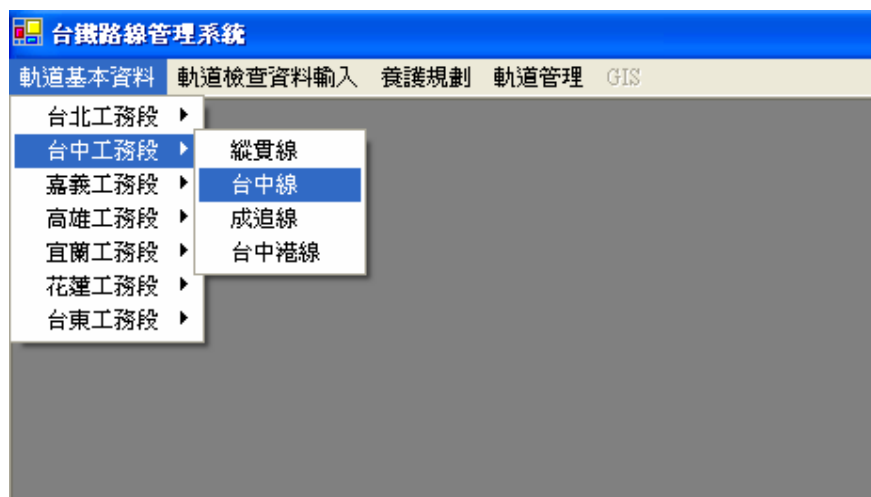 台鐵路線管理系統
軌道基本資料 軌道檢查資料輸入 養護規劃 軌道管理 GIS
台北工務段
台中工務段
嘉義工務段
高雄工務段
宜蘭工務段
花蓮工務段
台東工務段
縱貫線
台中線
成追線
台中港線